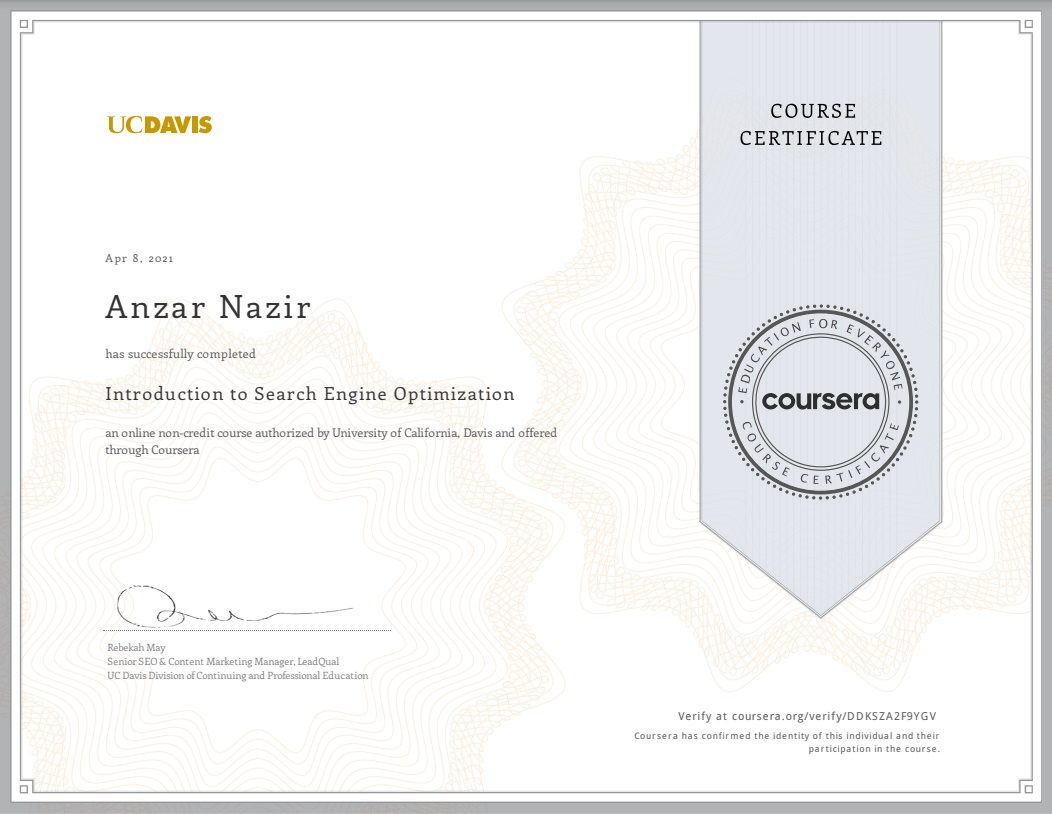 UCDAVIS
COURSE
CERTIFICATE
Apr 8, 2021
Anzar Nazir
has successfully completed
Introduction to Search Engine Optimization
an online non-credit course authorized by University of California, Davis and offered
through Coursera
EDUCATION FOR EVERYONE
coursera
COURSE CERTIFICATE
Rebekah May
Senior SEO & Content Marketing Manager, LeadQual
UC Davis Division of Continuing and Professional Education
Verify at coursera.org/verify/DDKSZA2F9YGV
Coursera has confirmed the identity of this individual and their
participation in the course.